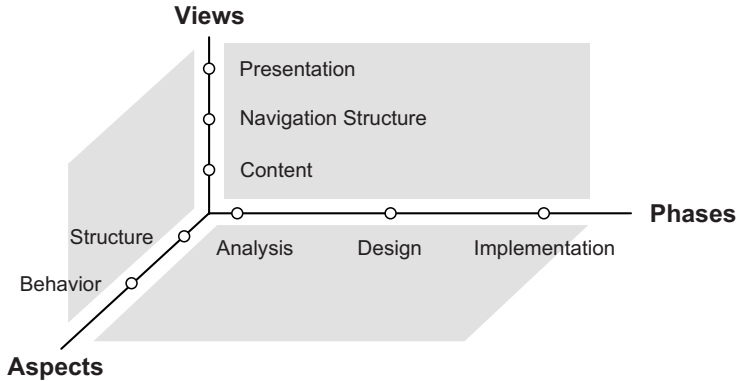 Views
Presentation
Navigation Structure
Content
Phases
Structure
Analysis
Design
Implementation
Behavior
Aspects